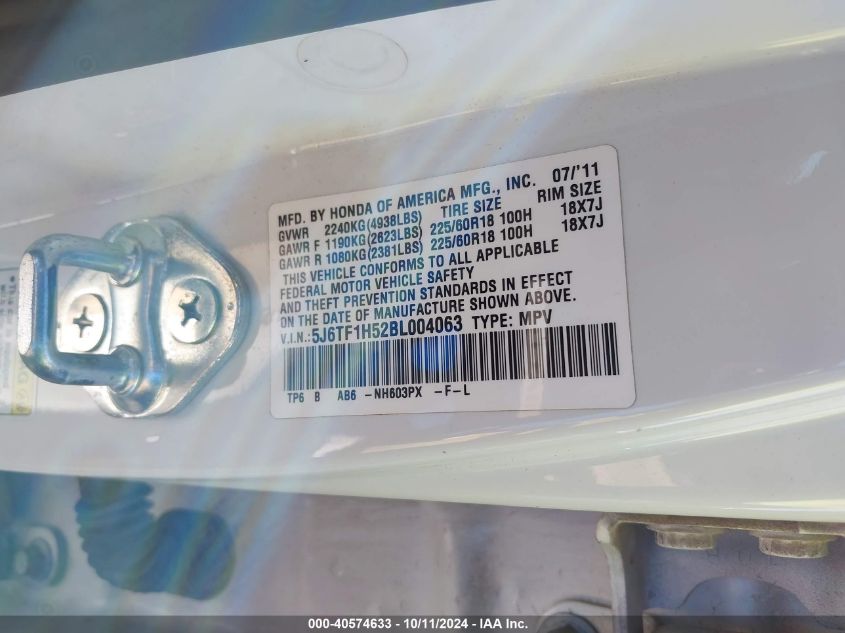 MFD. BY HONDA OF AMERICA MFG., INC. 07/'11
GVWR 2240KG(4938LBS) TIRE SIZE RIM SIZE
GAWR F 1190KG(2623LBS) 225/60R18 100H 18X7J
GAWR R 1080KG(2381LBS) 225/60R18 100H 18X7J
THIS VEHICLE CONFORMS TO ALL APPLICABLE
FEDERAL MOTOR VEHICLE SAFETY
AND THEFT PREVENTION STANDARDS IN EFFECT
ON THE DATE OF MANUFACTURE SHOWN ABOVE.
V.I.N.: 5J6TF1H52BL004063 TYPE: MPV
TP6 B AB6 -NH603PX -F-L
000-40574633 - 10/11/2024 - IAA Inc.